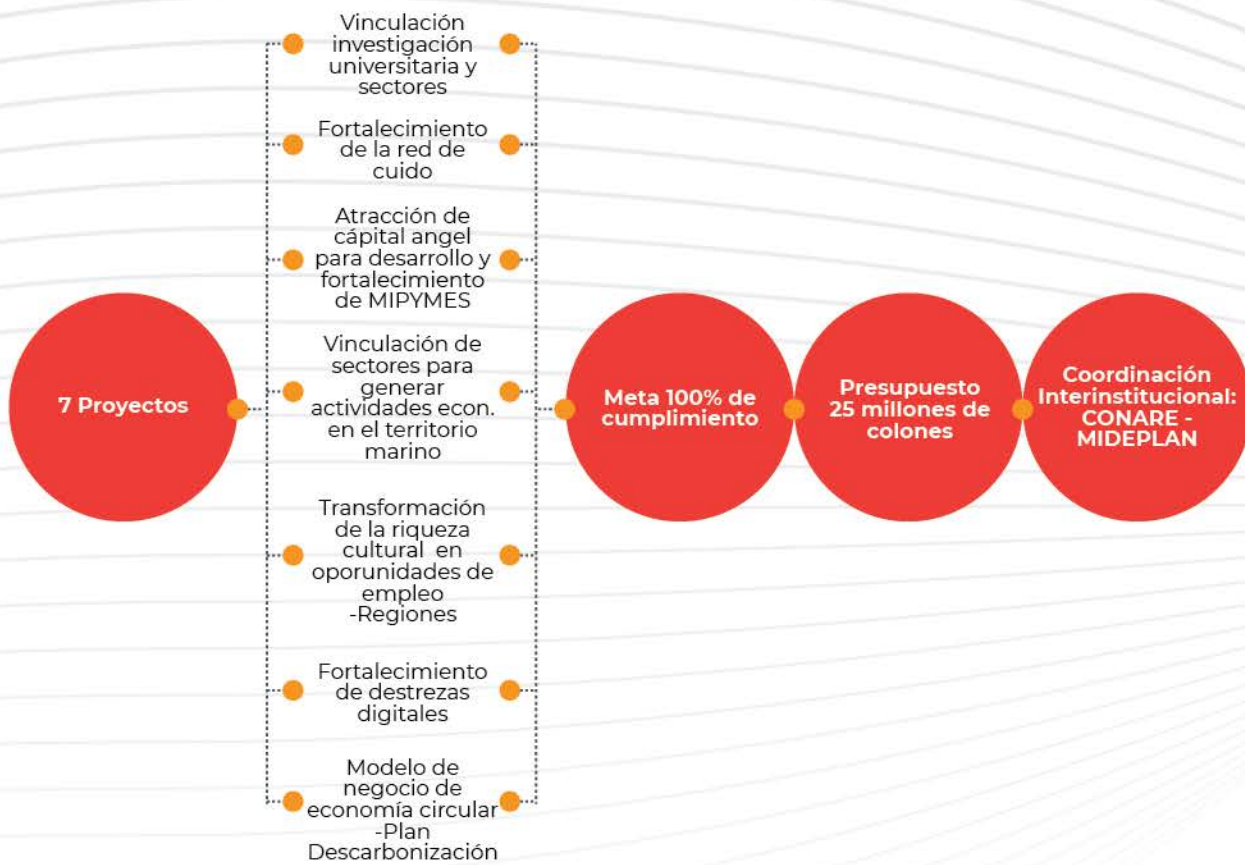 7 Proyectos
Vinculación
investigación
universitaria y
sectores
Fortalecimiento
de la red de
cuido
Atracción de
cápital angel
para desarrollo y
fortalecimiento
de MIPYMES
Vinculación de
sectores para
generar
actividades econ.
en el territorio
marino
Transformación
de la riqueza
cultural en
oporunidades de
empleo
-Regiones
Fortalecimiento
de destrezas
digitales
Modelo de
negocio de
economía circular
-Plan
Descarbonización
Meta 100% de
cumplimiento
Presupuesto
25 millones de
colones
Coordinación
Interinstitucional:
CONARE -
MIDEPLAN